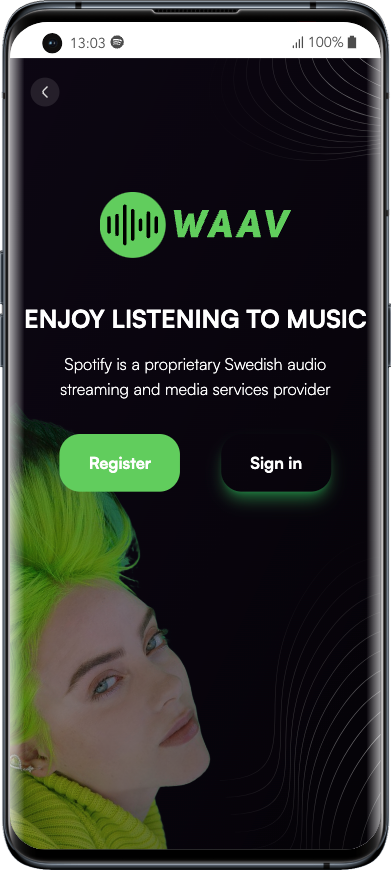 13:03
100%
WAAV
ENJOY LISTENING TO MUSIC
Spotify is a proprietary Swedish audio
streaming and media services provider
Register
Sign in